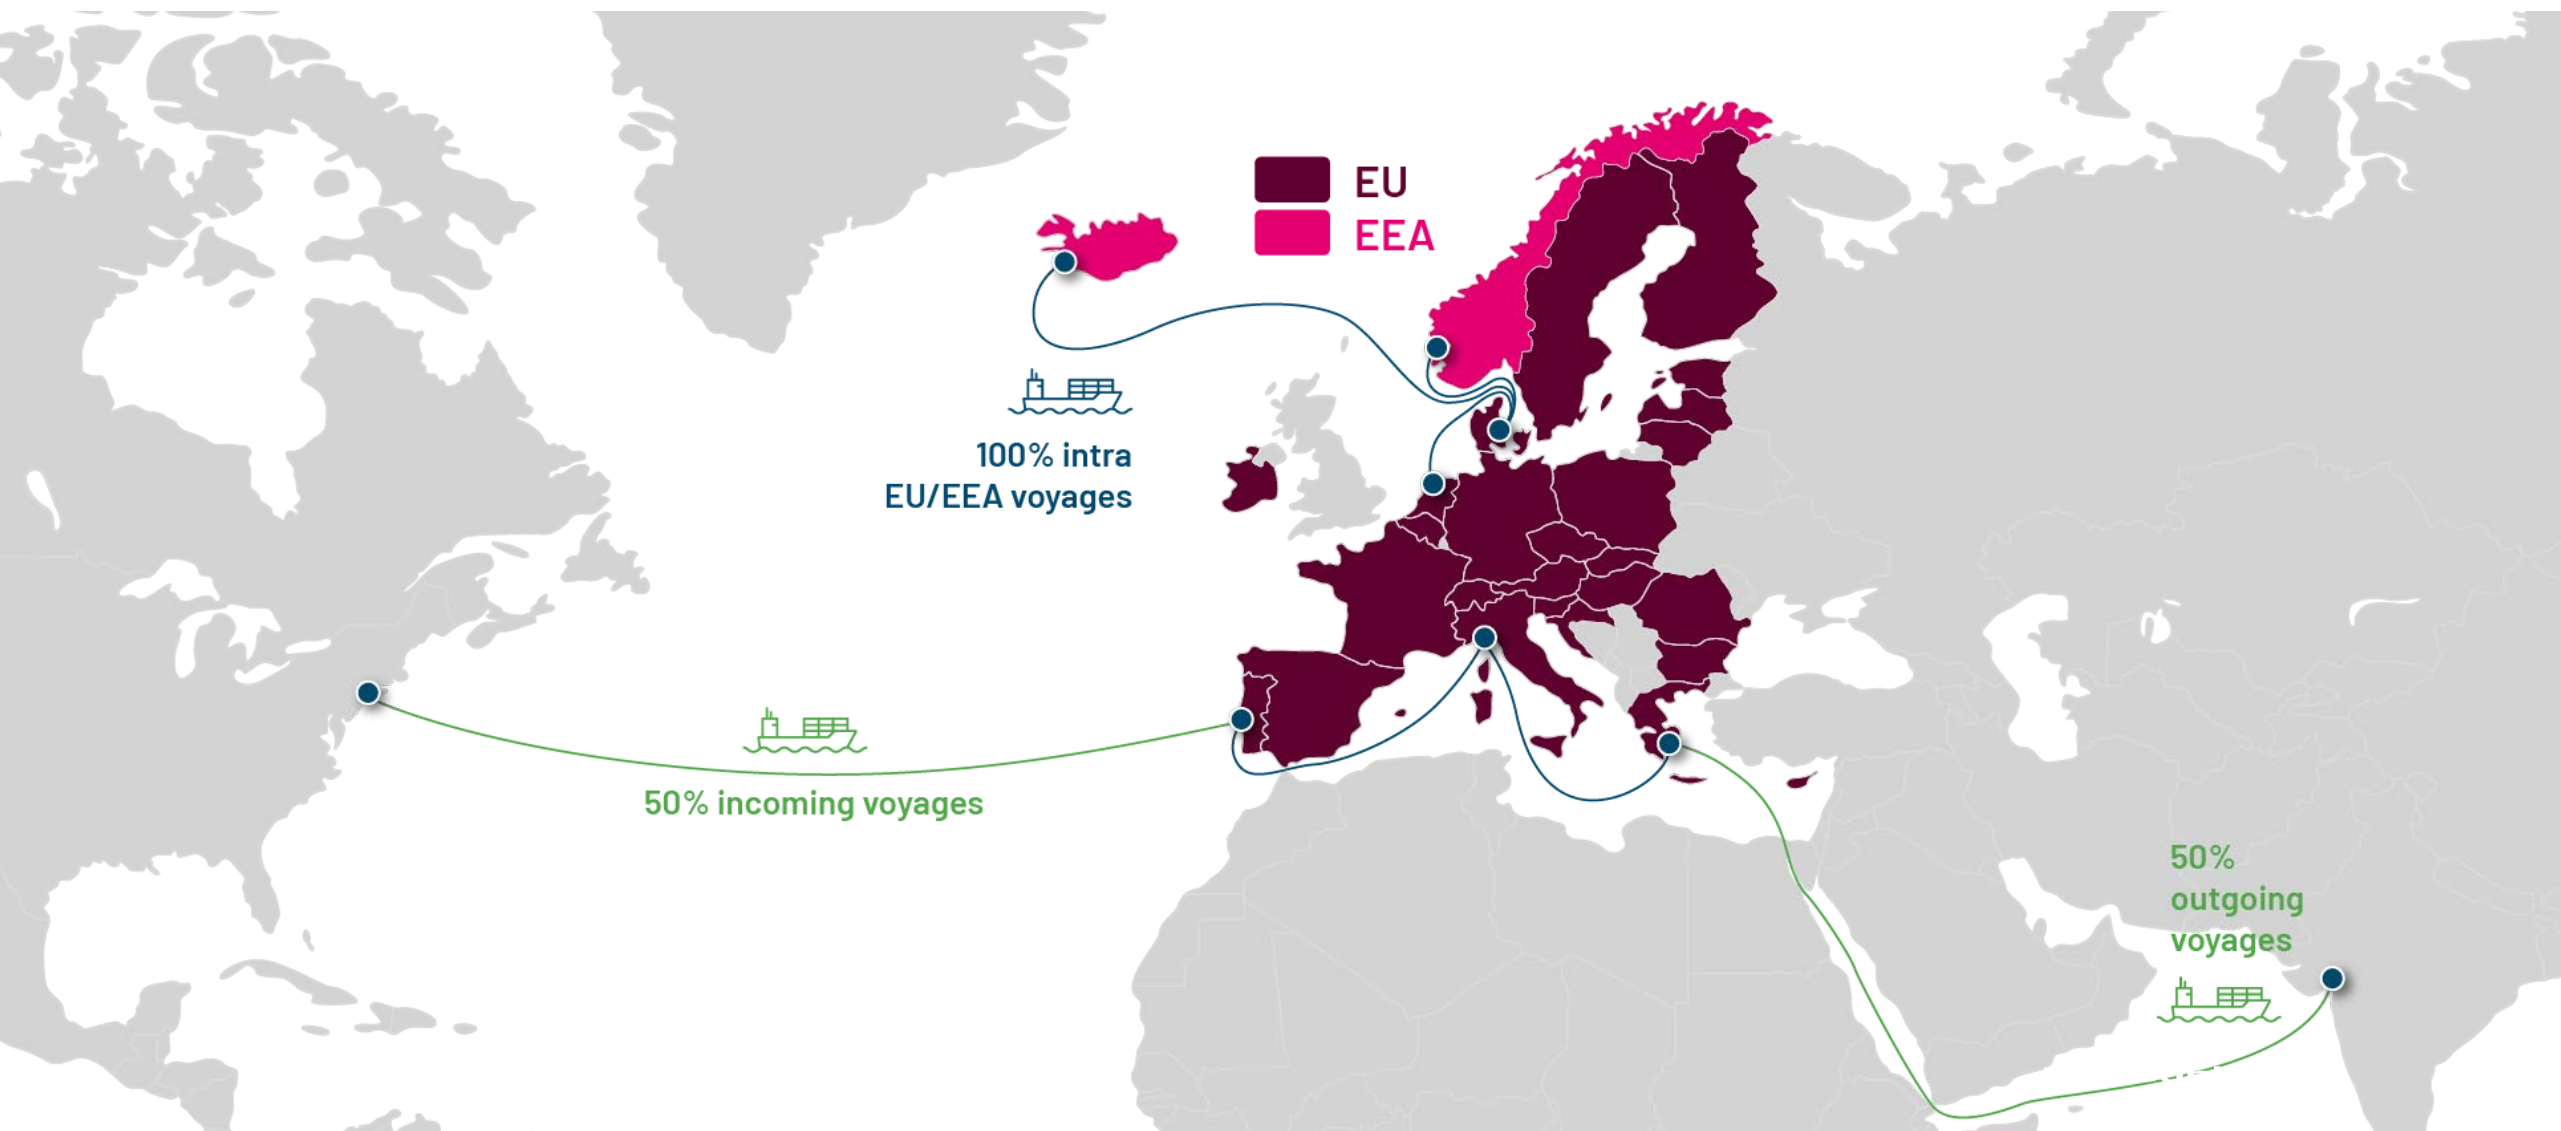 EU
EEA
100% intra
EU/EEA voyages
50% incoming voyages
50%
outgoing
voyages